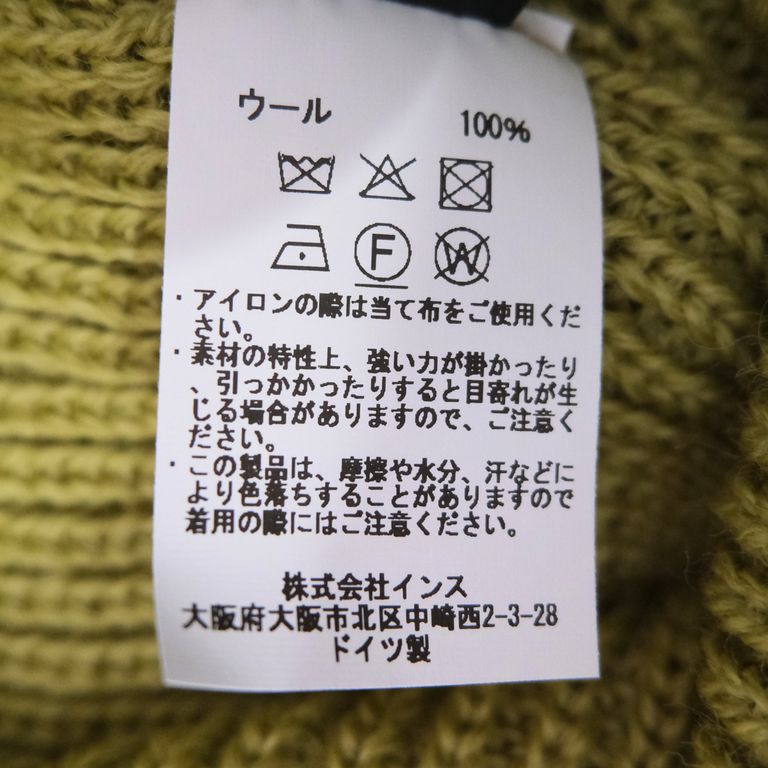 ウール 100%
F W
・アイロンの際は当て布をご使用くだ
さい。
・素材の特性上、強い力が掛かったり
、引っかかったりすると目寄れが生
じる場合がありますので、ご注意く
ださい。
・この製品は、摩擦や水分、汗などに
より色落ちすることがありますので
着用の際にはご注意ください。
株式会社インス
大阪府大阪市北区中崎西2-3-28
ドイツ製